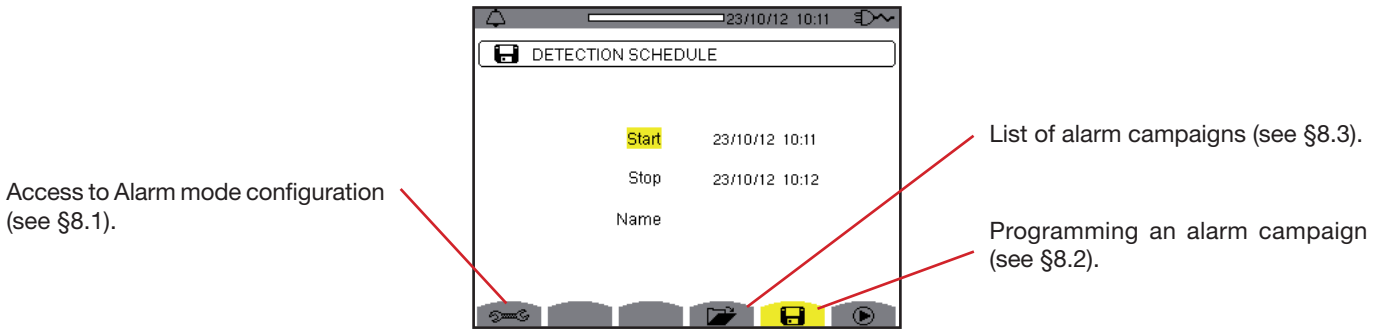 23/10/12 10:11
DETECTION SCHEDULE
Start 23/10/12 10:11
Stop 23/10/12 10:12
Name
Access to Alarm mode configuration
(see §8.1).
List of alarm campaigns (see §8.3).
Programming an alarm campaign
(see §8.2).